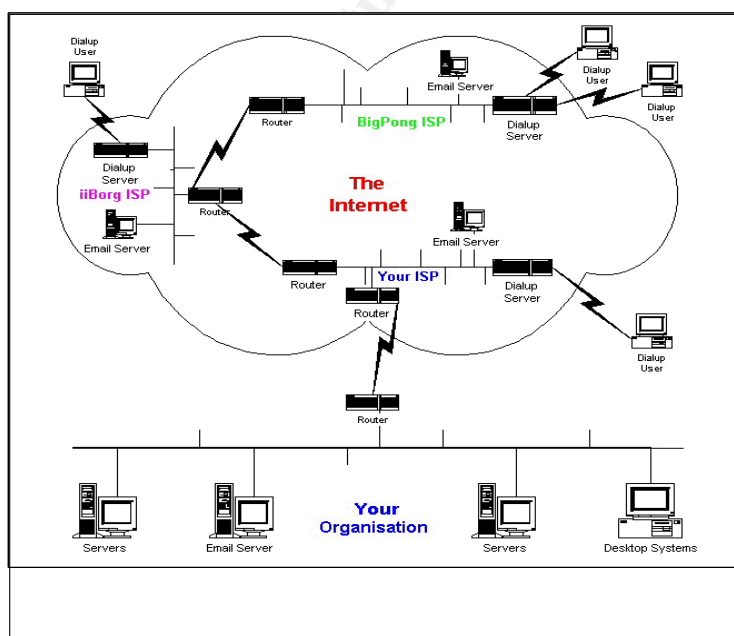 Dialup
User
Email Server
Dialup
User
Dialup
User
Router
BigPong ISP
Dialup
Server
Dialup
Server
iiBorg ISP
Router
The
Internet
Email Server
Email Server
Router
Your ISP
Dialup
Server
Router
Dialup
User
Router
Your
Organisation
Servers
Email Server
Servers
Desktop Systems